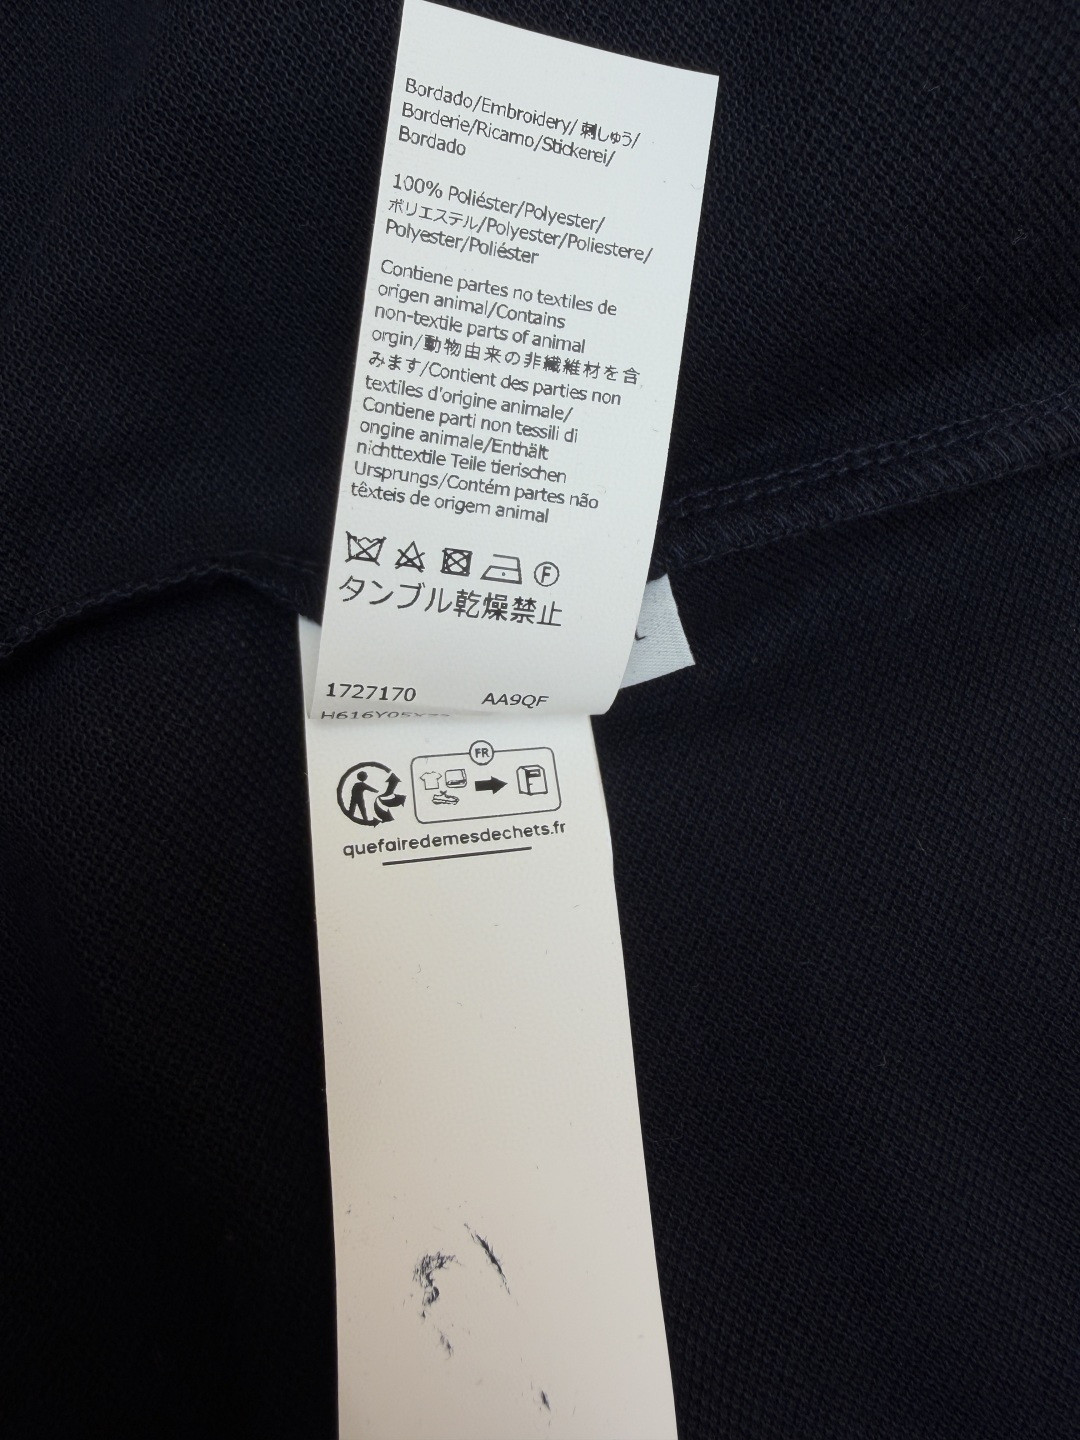 Bordado/Embroidery/刺しゅう/
Borderie/Ricamo/Stickerei/
Bordado
100% Poliéster/Polyester/
ポリエステル/Polyester/Poliestere/
Polyester/Poliéster
Contiene partes no textiles de
origen animal/Contains
non-textile parts of animal
orgin/動物由来の非繊維材を含
みます/Contient des parties non
textiles d'origine animale/
Contiene parti non tessili di
ongine animale/Enthält
nichttextile Teile tierischen
Ursprungs/Contém partes não
têxteis de origem animal
F
タンブル乾燥禁止
1727170 AA9QF
FR
quefairedemesdechets.fr